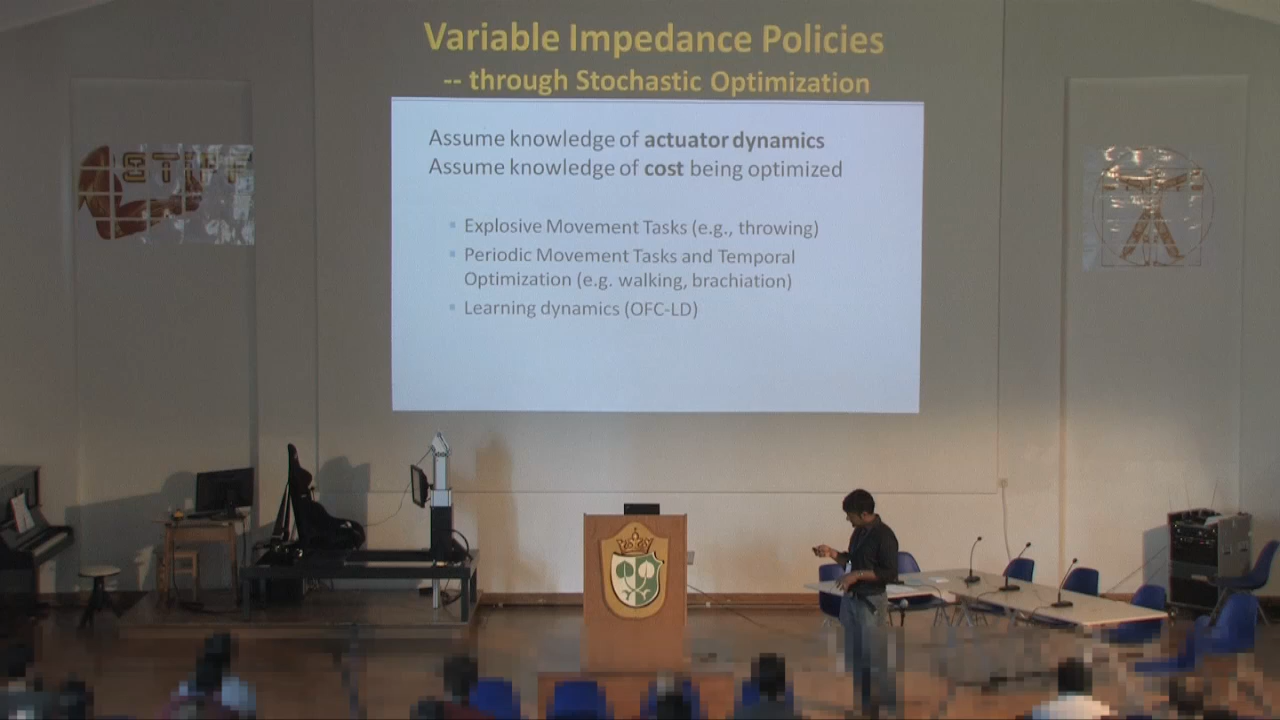 Variable Impedance Policies
-- through Stochastic Optimization
Assume knowledge of actuator dynamics
Assume knowledge of cost being optimized
Explosive Movement Tasks (e.g., throwing)
Periodic Movement Tasks and Temporal
Optimization (e.g. walking, brachiation)
Learning dynamics (OFC-LD)
STIFF